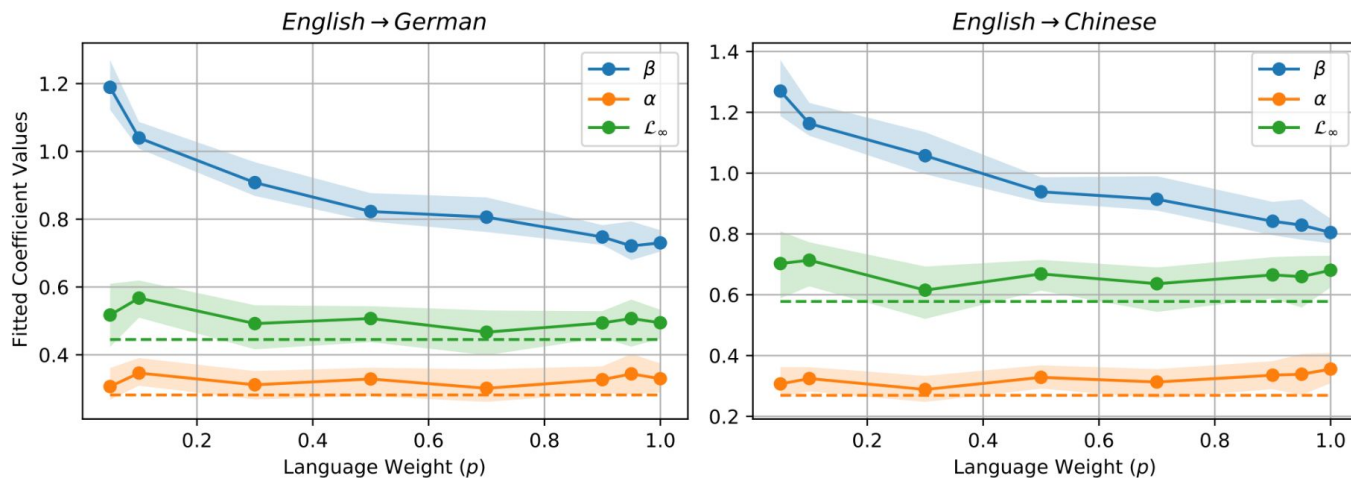 English → German
English → Chinese
Fitted Coefficient Values
1.2
1.0
0.8
0.6
0.4
β
α
𝓛∞
0.2
0.4
0.6
0.8
1.0
Language Weight (p)
1.4
1.2
1.0
0.8
0.6
0.4
0.2
β
α
𝓛∞
0.2
0.4
0.6
0.8
1.0
Language Weight (p)